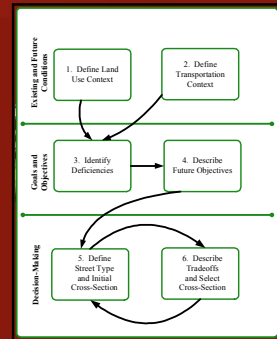 Existing and Future
Conditions
1. Define Land
Use Context
2. Define
Transportation
Context
Goals and
Objectives
3. Identify
Deficiencies
4. Describe
Future Objectives
Decision-Making
5. Define
Street Type
and Initial
Cross-Section
6. Describe
Tradeoffs
and Select
Cross-Section